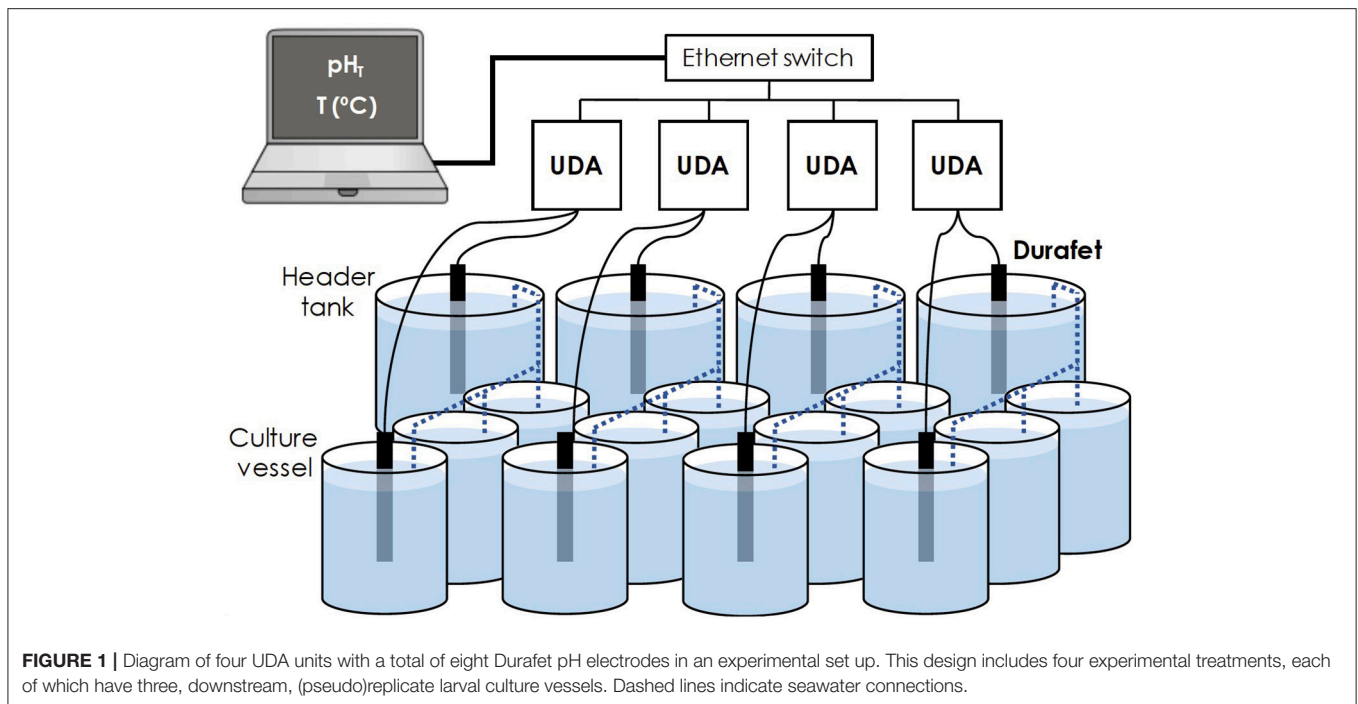 pHT
T (ºC)
Ethernet switch
UDA UDA UDA UDA
Durafet
Header
tank
Culture
vessel
FIGURE 1 | Diagram of four UDA units with a total of eight Durafet pH electrodes in an experimental set up. This design includes four experimental treatments, each
of which have three, downstream, (pseudo)replicate larval culture vessels. Dashed lines indicate seawater connections.